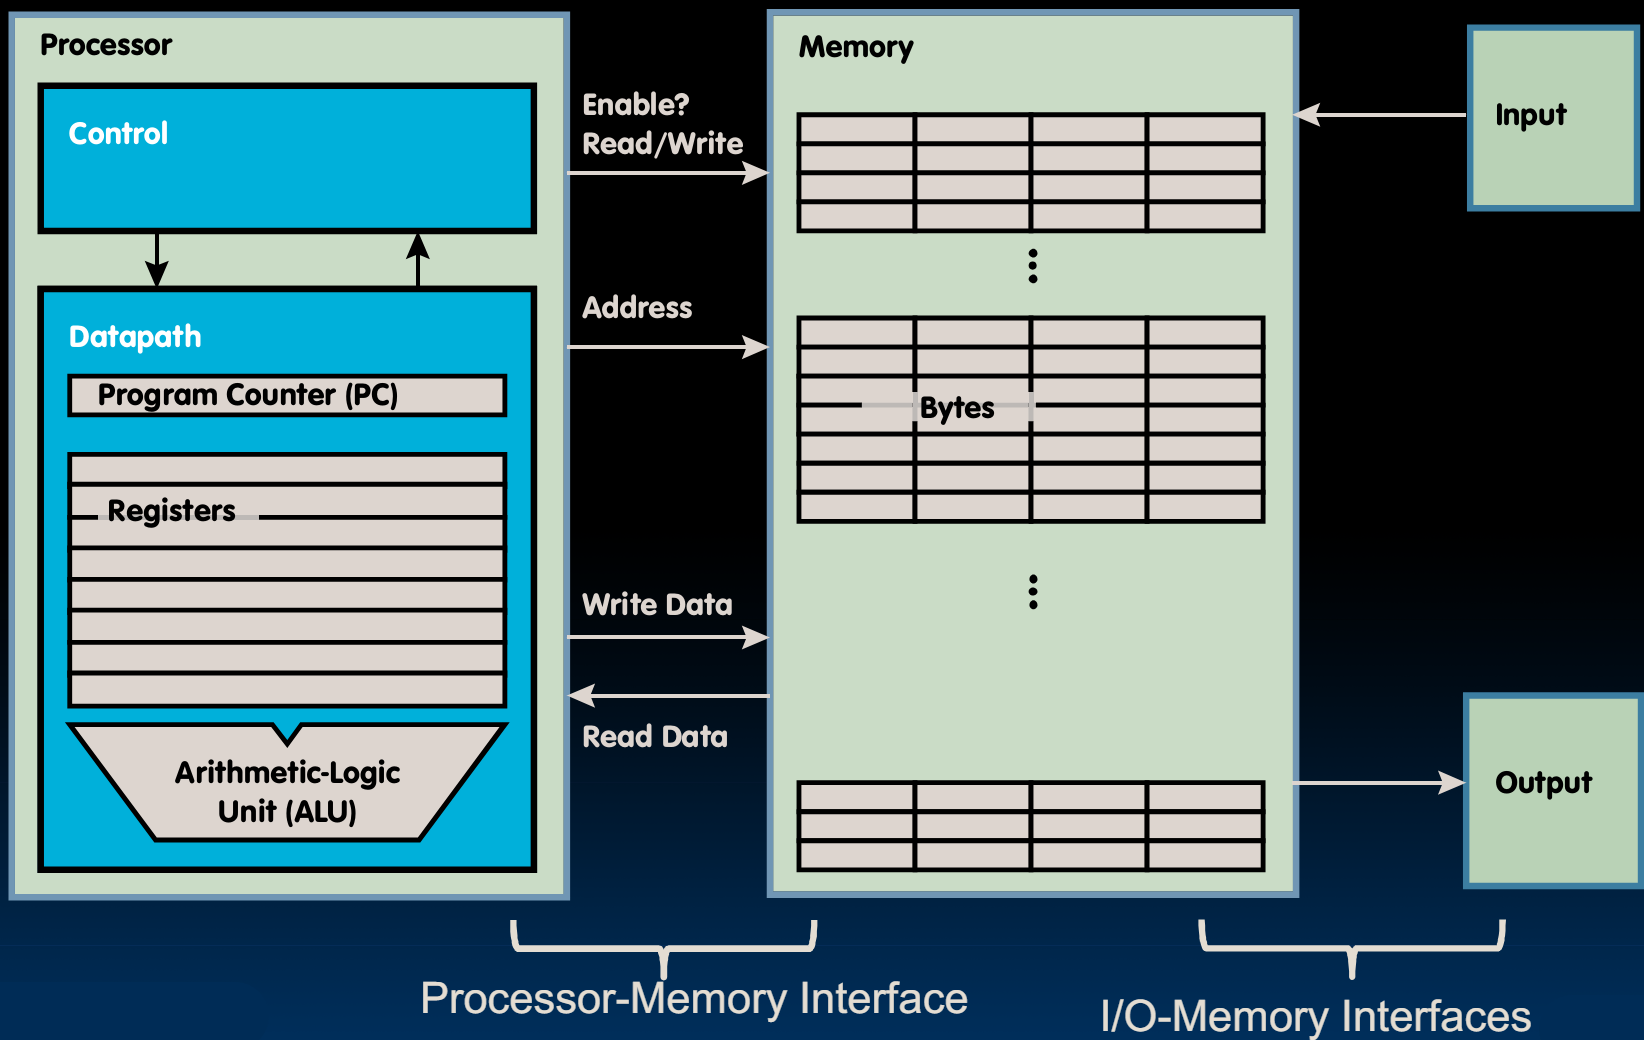 Processor
Control
Datapath
Program Counter (PC)
Registers
Arithmetic-Logic
Unit (ALU)
Enable?
Read/Write
Address
Write Data
Read Data
Memory
Bytes
Input
Output
Processor-Memory Interface
I/O-Memory Interfaces